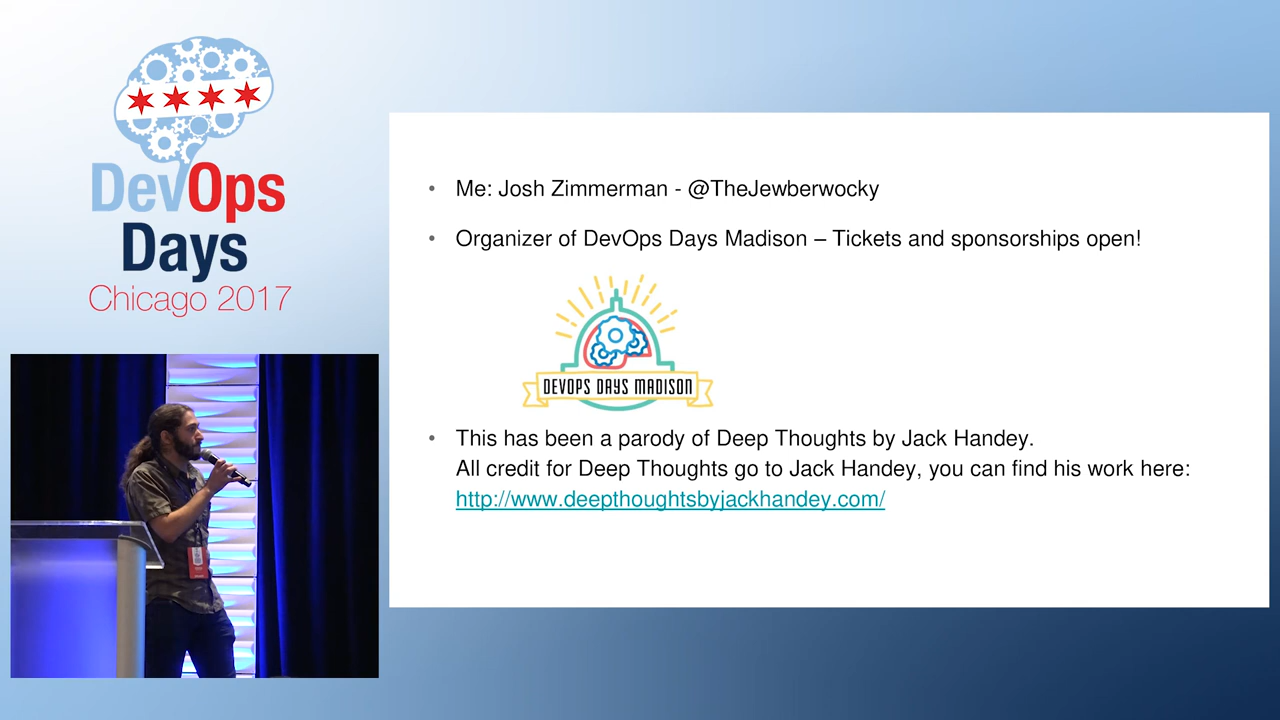 DevOps
Days
Chicago 2017
• Me: Josh Zimmerman - @TheJewberwocky
• Organizer of DevOps Days Madison – Tickets and sponsorships open!
DEVOPS DAYS MADISON
• This has been a parody of Deep Thoughts by Jack Handey.
All credit for Deep Thoughts go to Jack Handey, you can find his work here:
http://www.deepthoughtsbyjackhandey.com/